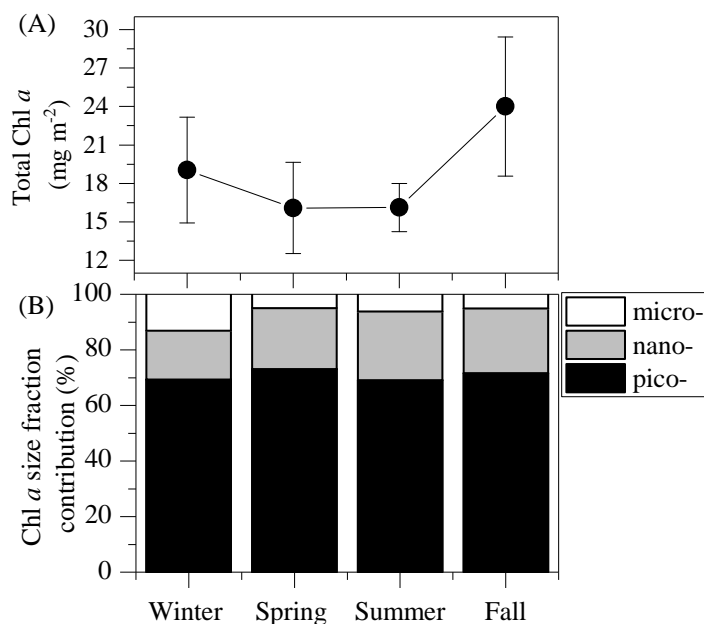 (A)
30
27
24
21
18
15
12
Total Chl a
(mg m-2)
(B)
100
80
60
40
20
0
Chl a size fraction
contribution (%)
micro-
nano-
pico-
Winter Spring Summer Fall